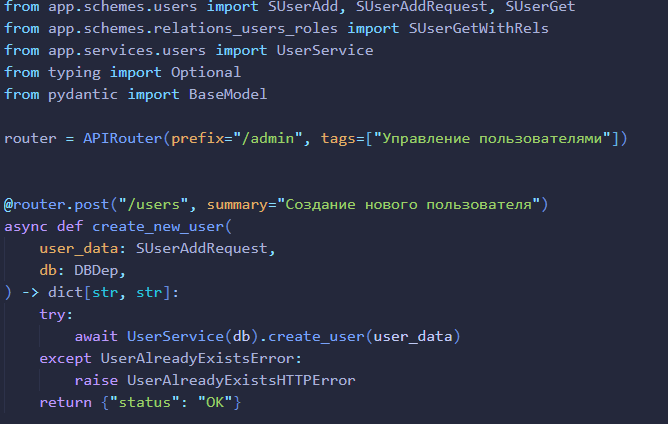 from app.schemes.users import SUserAdd, SUserAddRequest, SUserGet
from app.schemes.relations_users_roles import SUserGetWithRels
from app.services.users import UserService
from typing import Optional
from pydantic import BaseModel

router = APIRouter(prefix="/admin", tags=["Управление пользователями"])


@router.post("/users", summary="Создание нового пользователя")
async def create_new_user(
    user_data: SUserAddRequest,
    db: DBDep,
) -> dict[str, str]:
    try:
        await UserService(db).create_user(user_data)
    except UserAlreadyExistsError:
        raise UserAlreadyExistsHTTPError
    return {"status": "OK"}